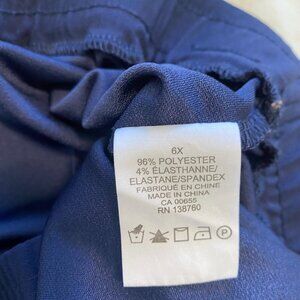 6X
96% POLYESTER
4% ÉLASTHANNE/
ELASTANE/SPANDEX
FABRIQUÉ EN CHINE
MADE IN CHINA
CA 00655
RN 138760
P